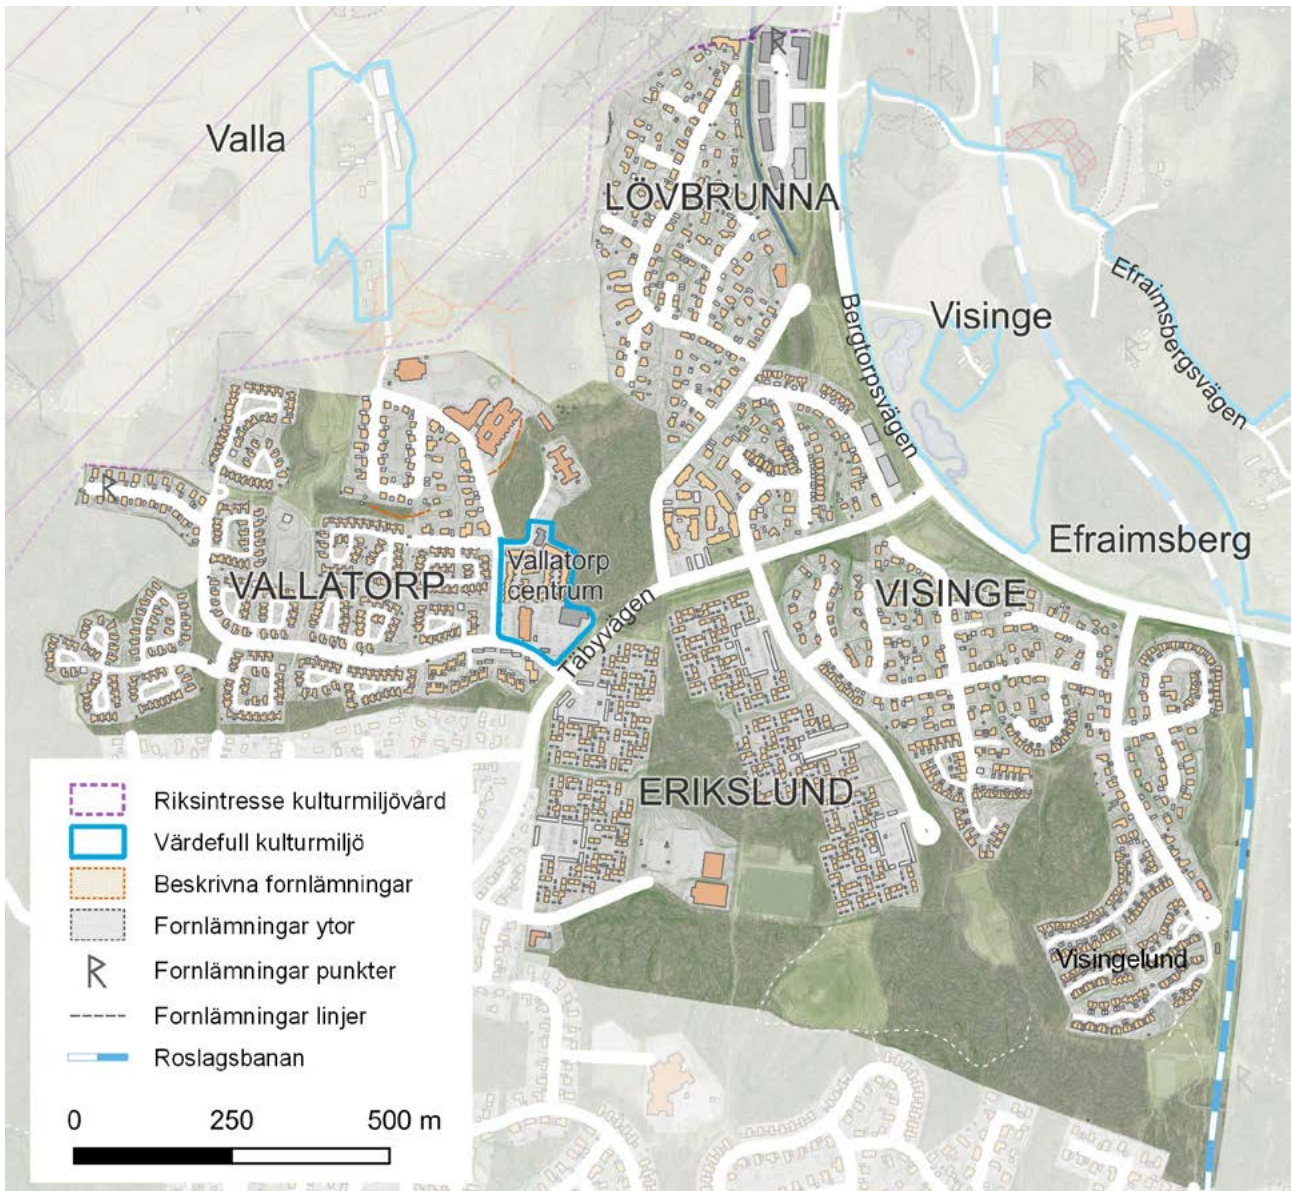 Valla
LÖVBRUNNA
Efraimsbergsvägen
Bergtorpsvägen
Visinge
Efraimsberg
Vallatorp
centrum
VALLATORP
VISINGE
Täbyvägen
ERIKSLUND
Visingelund
Riksintresse kulturmiljövård
Värdefull kulturmiljö
Beskrivna fornlämningar
Fornlämningar ytor
Fornlämningar punkter
Fornlämningar linjer
Roslagsbanan
0 250 500 m